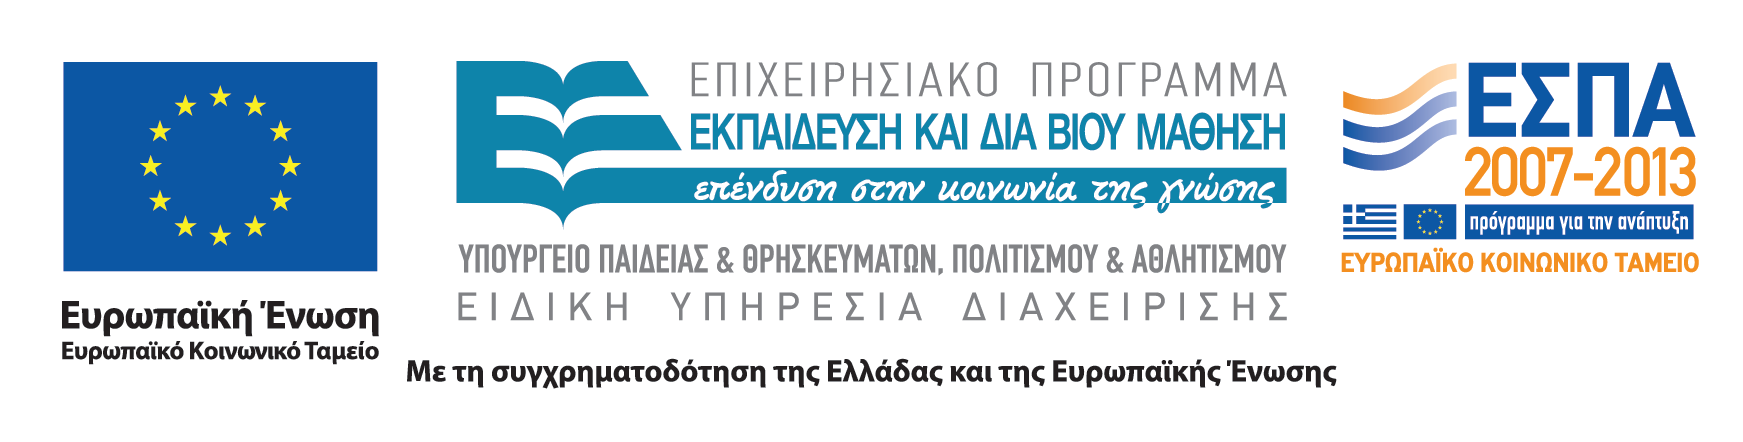 Ευρωπαϊκή Ένωση
Ευρωπαϊκό Κοινωνικό Ταμείο
ΕΠΙΧΕΙΡΗΣΙΑΚΟ ΠΡΟΓΡΑΜΜΑ
ΕΚΠΑΙΔΕΥΣΗ ΚΑΙ ΔΙΑ ΒΙΟΥ ΜΑΘΗΣΗ
επένδυση στην κοινωνία της γνώσης
ΥΠΟΥΡΓΕΙΟ ΠΑΙΔΕΙΑΣ & ΘΡΗΣΚΕΥΜΑΤΩΝ, ΠΟΛΙΤΙΣΜΟΥ & ΑΘΛΗΤΙΣΜΟΥ
ΕΙΔΙΚΗ ΥΠΗΡΕΣΙΑ ΔΙΑΧΕΙΡΙΣΗΣ
ΕΣΠΑ
2007-2013
πρόγραμμα για την ανάπτυξη
ΕΥΡΩΠΑΪΚΟ ΚΟΙΝΩΝΙΚΟ ΤΑΜΕΙΟ
Με τη συγχρηματοδότηση της Ελλάδας και της Ευρωπαϊκής Ένωσης